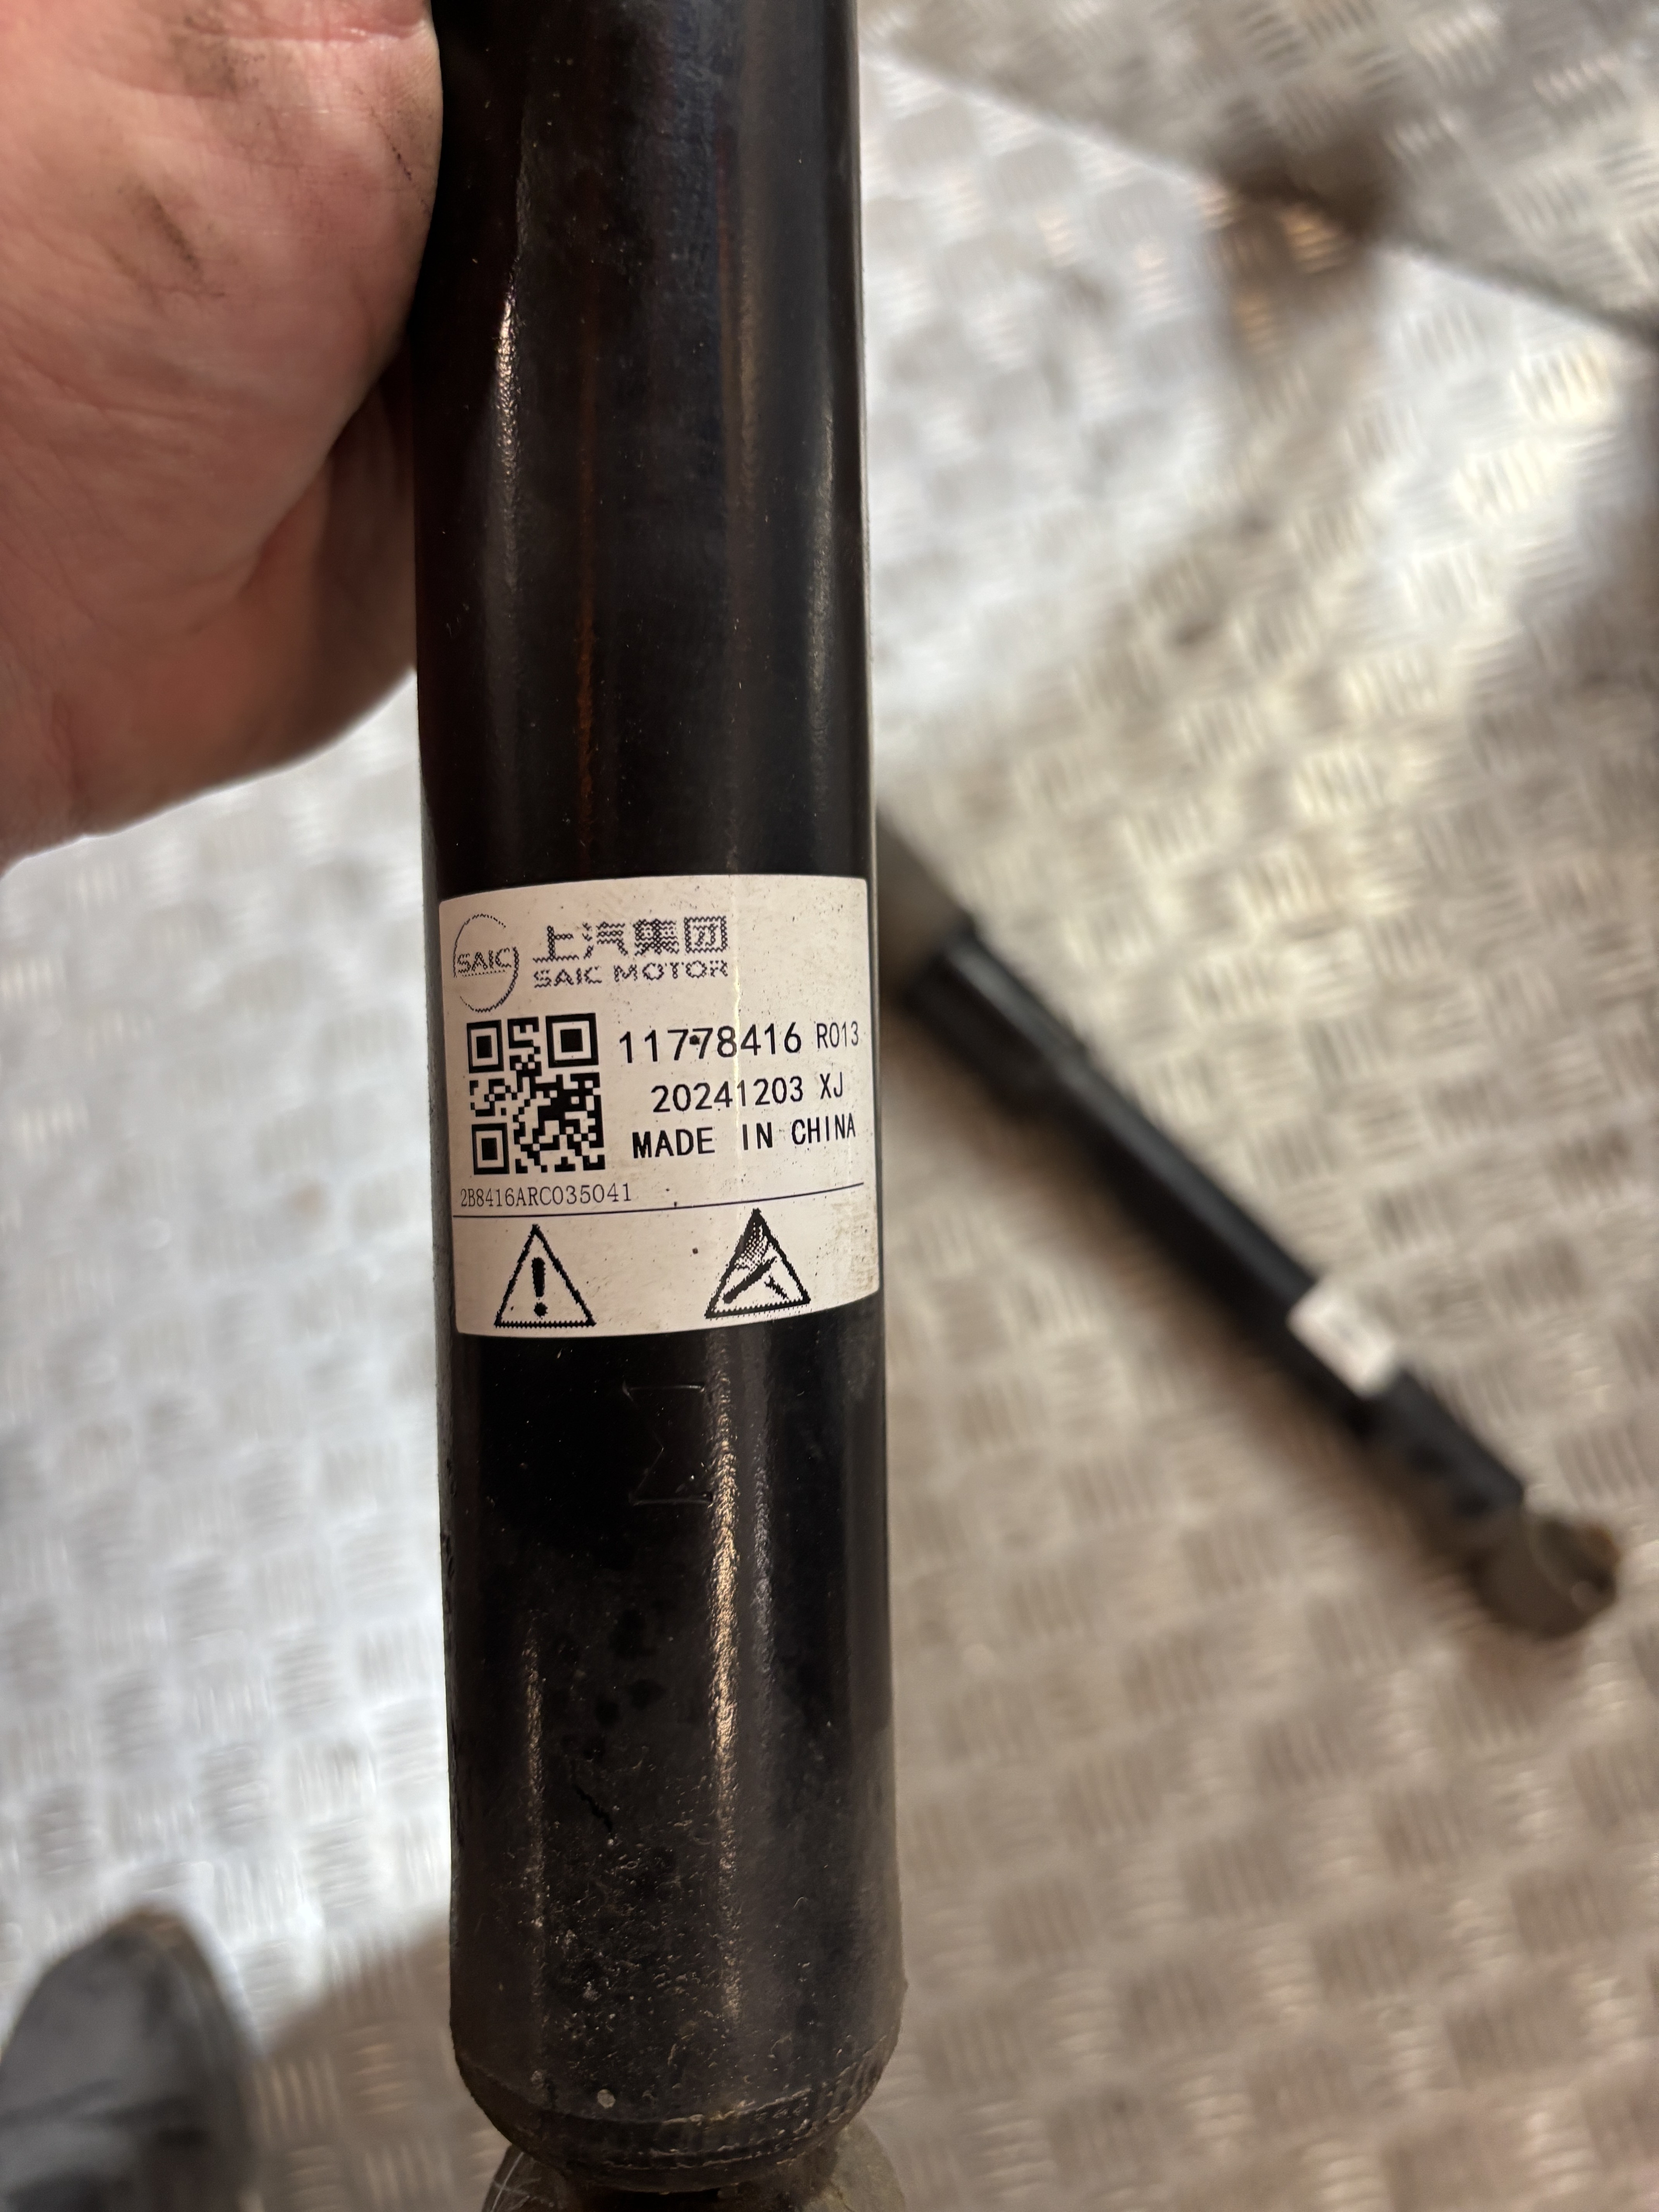 SAIC
上汽集团
SAIC MOTOR
11778416 R013
20241203 XJ
MADE IN CHINA
2B8416ARC035041